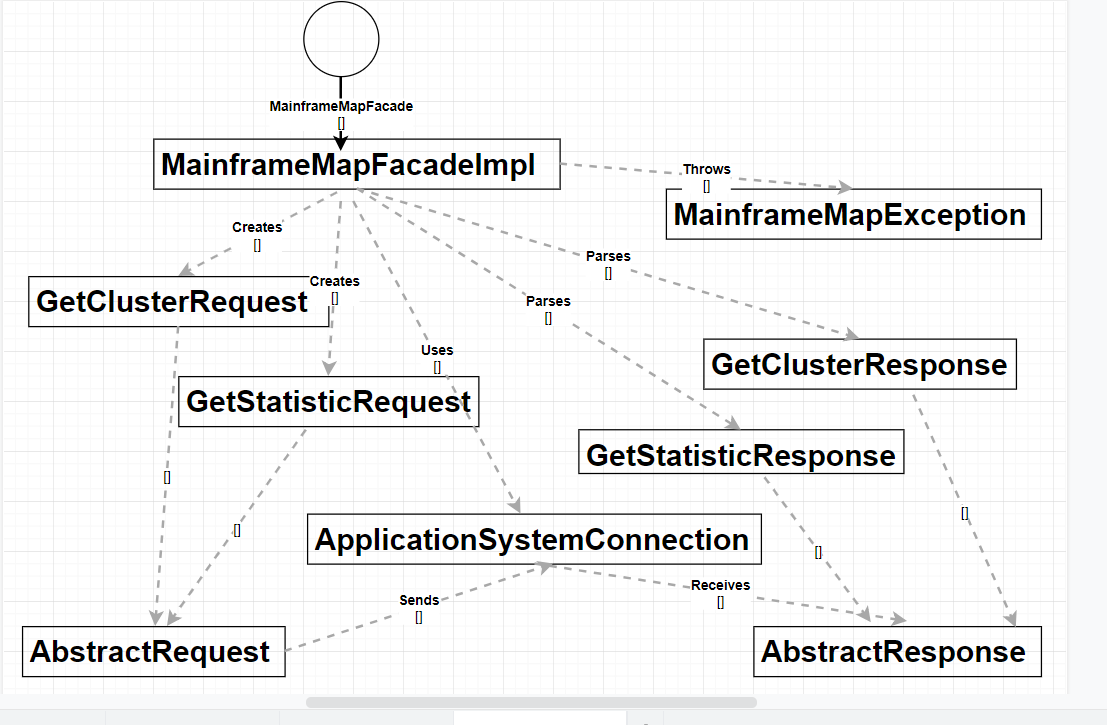 MainframeMapFacade
[]
MainframeMapFacadeImpl
Throws
[]
MainframeMapException
Creates
[]
Parses
[]
Creates
[]
GetClusterRequest
Parses
[]
Uses
[]
GetClusterResponse
GetStatisticRequest
GetStatisticResponse
[]
[]
[]
ApplicationSystemConnection
[]
Receives
[]
Sends
[]
AbstractRequest
AbstractResponse